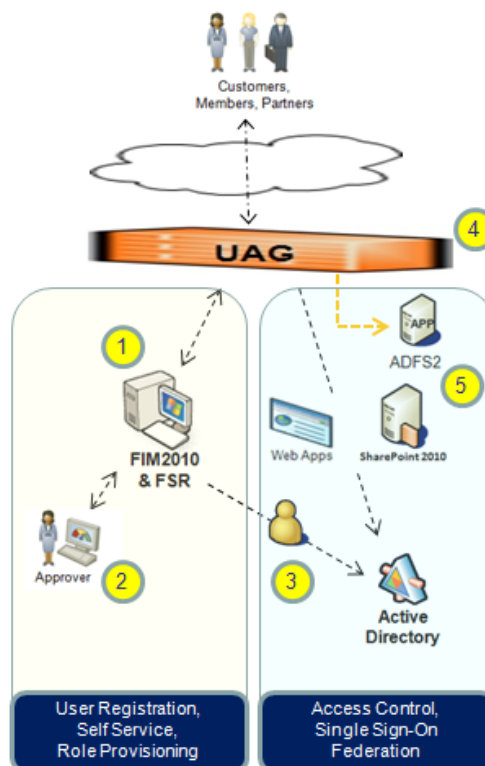 Customers,
Members, Partners
UAG
4
1
APP
ADFS2
5
FIM2010
& FSR
Web Apps
SharePoint 2010
Approver
2
3
Active
Directory
User Registration,
Self Service,
Role Provisioning
Access Control,
Single Sign-On
Federation